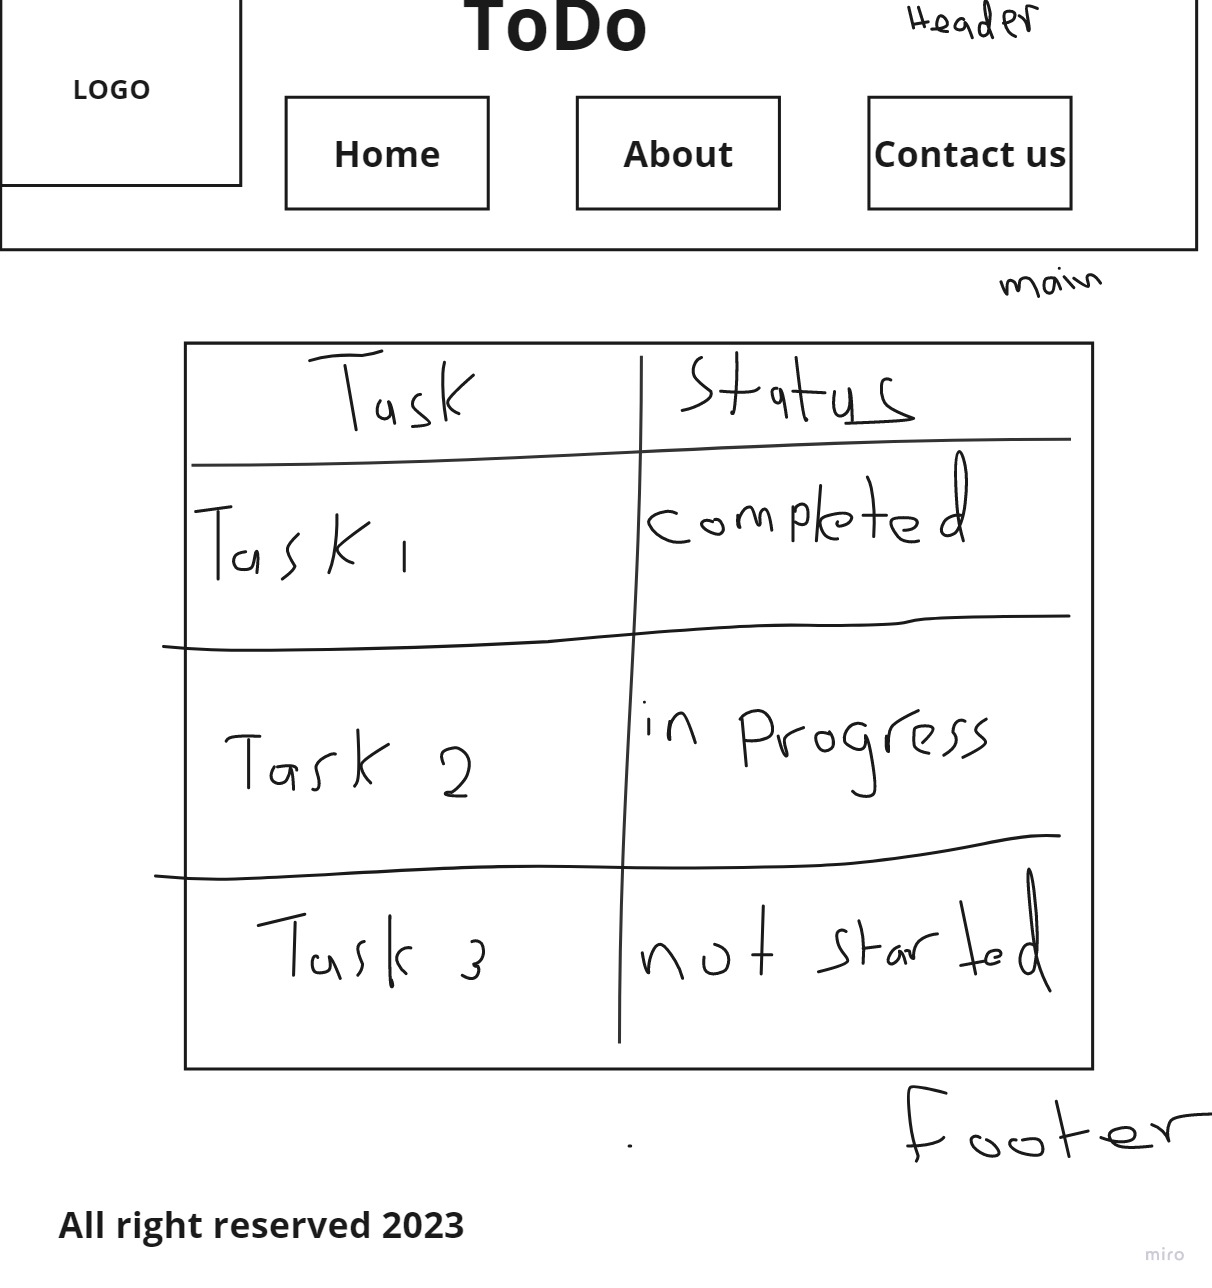 ToDo
Header
LOGO
Home
About
Contact us
main
Task
Status
Task 1
completed
Task 2
in Progress
Task 3
not started
Footer
All right reserved 2023
miro